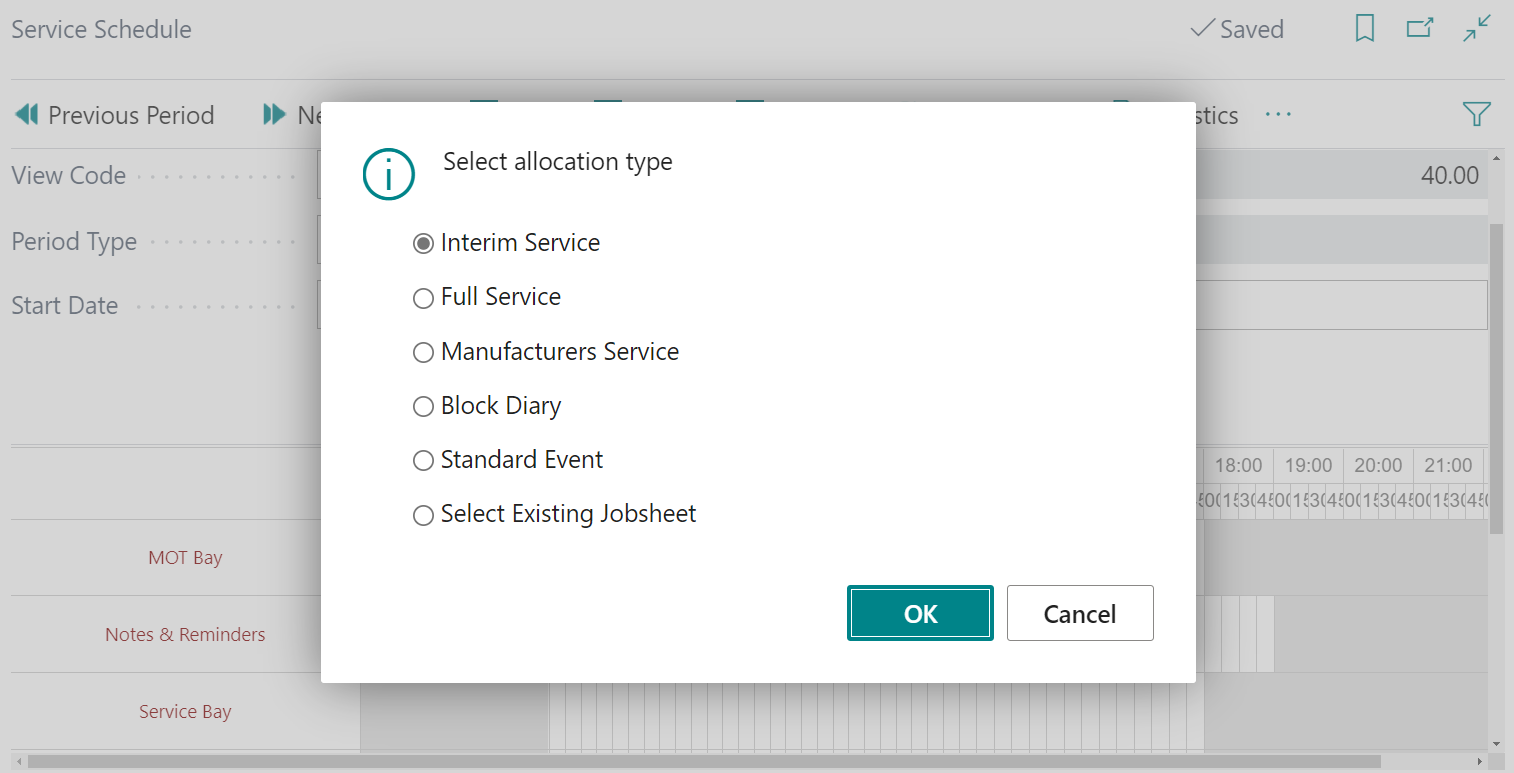 Service Schedule
Saved
Previous Period
View Code
40.00
Period Type
Start Date
Select allocation type
Interim Service
Full Service
Manufacturers Service
Block Diary
Standard Event
Select Existing Jobsheet
OK Cancel
18:00 19:00 20:00 21:00
MOT Bay
Notes & Reminders
Service Bay